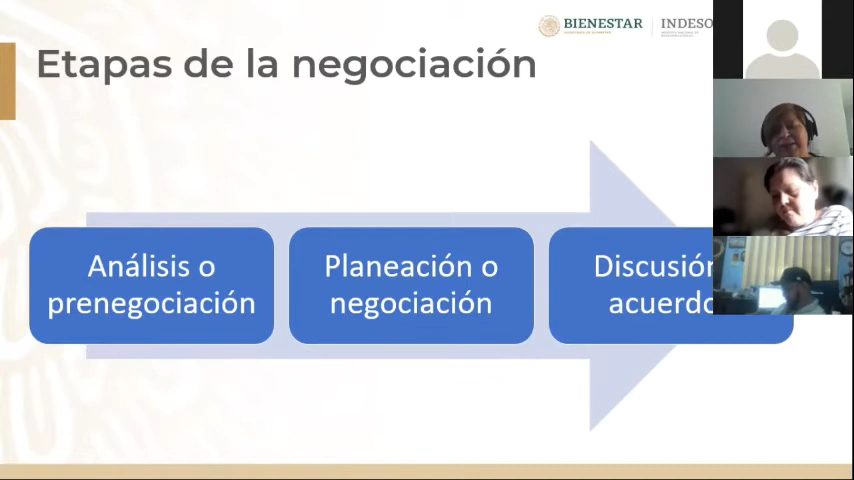 BIENESTAR
INDESO
Etapas de la negociación
Análisis o
prenegociación
Planeación o
negociación
Discusión
acuerdo